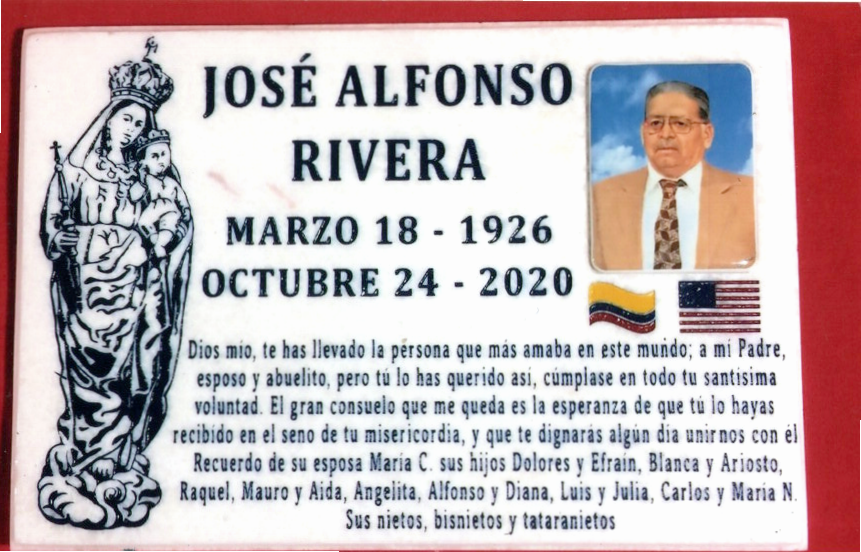 JOSÉ ALFONSO
RIVERA
MARZO 18 - 1926
OCTUBRE 24 - 2020
Dios mío, te has llevado la persona que más amaba en este mundo; a mi Padre,
esposo y abuelito, pero tú lo has querido así, cúmplase en todo tu santísima
voluntad. El gran consuelo que me queda es la esperanza de que tú lo hayas
recibido en el seno de tu misericordia, y que te dignarás algún día unirnos con él
Recuerdo de su esposa María C. sus hijos Dolores y Efraín, Blanca y Ariosto,
Raquel, Mauro y Aida, Angelita, Alfonso y Diana, Luis y Julia, Carlos y María N.
Sus nietos, bisnietos y tataranietos